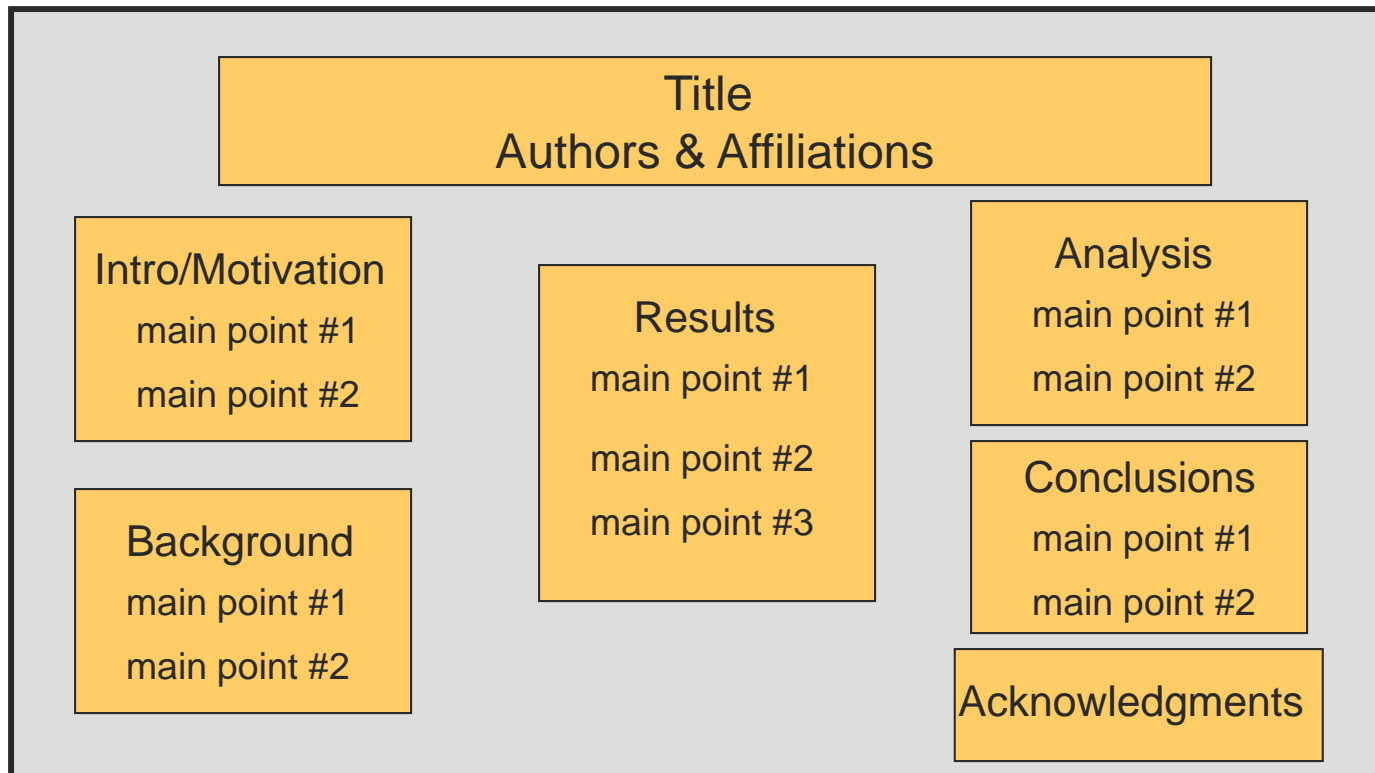 Title
Authors & Affiliations
Intro/Motivation
main point #1
main point #2
Background
main point #1
main point #2
Results
main point #1
main point #2
main point #3
Analysis
main point #1
main point #2
Conclusions
main point #1
main point #2
Acknowledgments